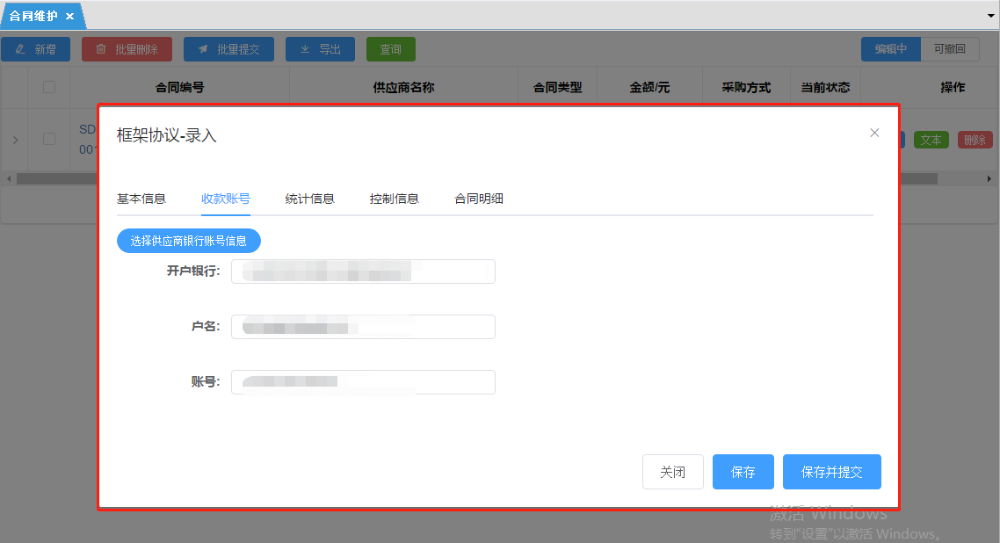 合同维护
新增 批量删除 批量提交 导出 查询 编辑中 可撤回
合同编号 供应商名称 合同类型 金额/元 采购方式 当前状态 操作
SD
001
文本 删除
框架协议-录入
基本信息 收款账号 统计信息 控制信息 合同明细
选择供应商银行账号信息
开户银行:
户名:
账号:
关闭 保存 保存并提交
激活 Windows
转到"设置"以激活 Windows。